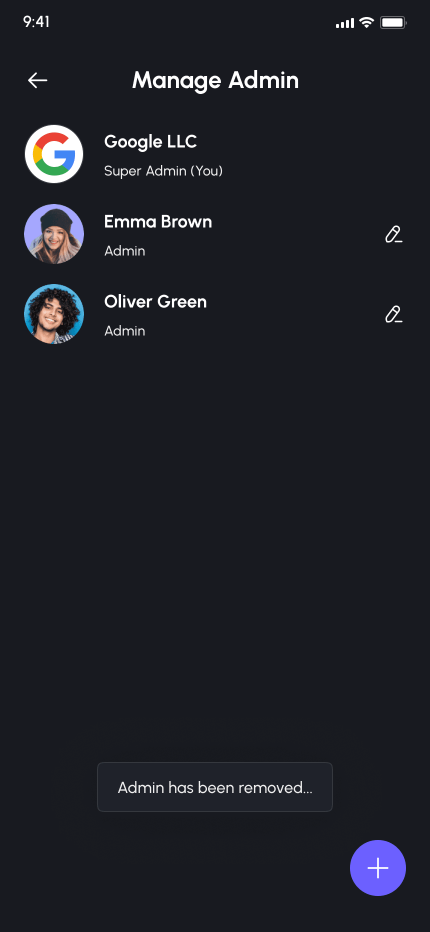 9:41
Manage Admin
Google LLC
Super Admin (You)
Emma Brown
Admin
Oliver Green
Admin
Admin has been removed...